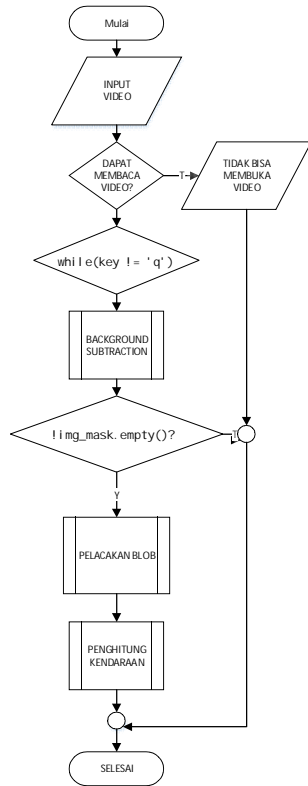 Mulai
INPUT
VIDEO
DAPAT
MEMBACA
VIDEO?
T
TIDAK BISA
MEMBUKA
VIDEO
while(key != 'q')
BACKGROUND
SUBTRACTION
!img_mask.empty()?
T
Y
PELACAKAN BLOB
PENGHITUNG
KENDARAAN
SELESAI